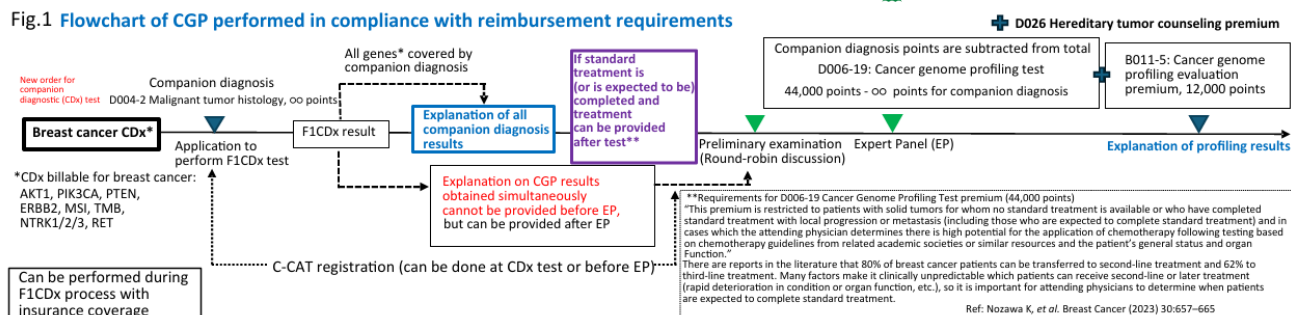 Fig.1 Flowchart of CGP performed in compliance with reimbursement requirements
D026 Hereditary tumor counseling premium
New order for
companion
diagnostic (CDx) test
Companion diagnosis
D004-2 Malignant tumor histology, ꝏ points
All genes* covered by
companion diagnosis
If standard
treatment is
(or is expected to be)
completed and
treatment
can be provided
after test**
Companion diagnosis points are subtracted from total
D006-19: Cancer genome profiling test
44,000 points - ꝏ points for companion diagnosis
B011-5: Cancer genome
profiling evaluation
premium, 12,000 points
Breast cancer CDx*
Application to
perform F1CDx test
F1CDx result
Explanation of all
companion diagnosis
results
Preliminary examination
(Round-robin discussion)
Expert Panel (EP)
Explanation of profiling results
*CDx billable for breast cancer:
AKT1, PIK3CA, PTEN,
ERBB2, MSI, TMB,
NTRK1/2/3, RET
Explanation on CGP results
obtained simultaneously
cannot be provided before EP,
but can be provided after EP
C-CAT registration (can be done at CDx test or before EP)
**Requirements for D006-19 Cancer Genome Profiling Test premium (44,000 points)
"This premium is restricted to patients with solid tumors for whom no standard treatment is available or who have completed
standard treatment with local progression or metastasis (including those who are expected to complete standard treatment) and in
cases which the attending physician determines there is high potential for the application of chemotherapy following testing based
on chemotherapy guidelines from related academic societies or similar resources and the patient's general status and organ
Function."
There are reports in the literature that 80% of breast cancer patients can be transferred to second-line treatment and 62% to
third-line treatment. Many factors make it clinically unpredictable which patients can receive second-line or later treatment
(rapid deterioration in condition or organ function, etc.), so it is important for attending physicians to determine when patients
are expected to complete standard treatment.
Ref: Nozawa K, et al. Breast Cancer (2023) 30:657–665
Can be performed during
F1CDx process with
insurance coverage